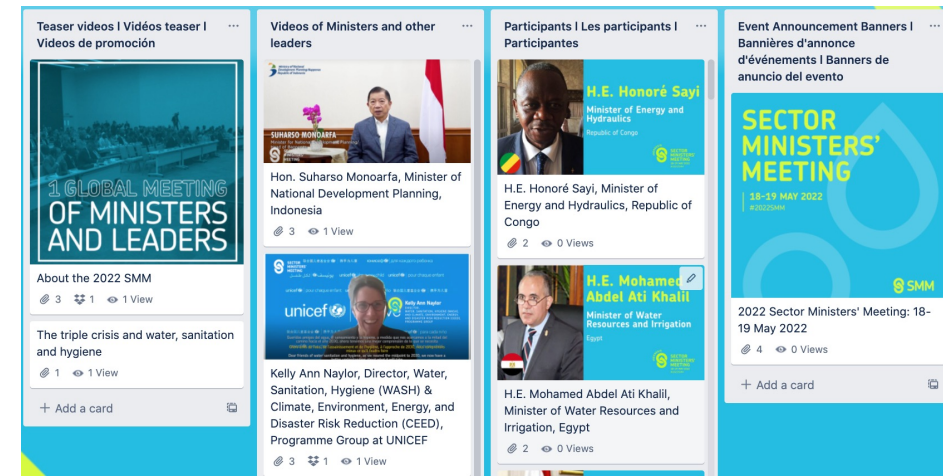 Teaser videos I Vidéos teaser I
Videos de promoción
1 GLOBAL MEETING
OF MINISTERS
AND LEADERS
About the 2022 SMM
3 1 1 View
The triple crisis and water, sanitation
and hygiene
1 1 View
+ Add a card
Videos of Ministers and other
leaders
SUHARSO MONOARFA
Hon. Suharso Monoarfa, Minister of
National Development Planning,
Indonesia
3 1 View
unicef
Kelly Ann Naylor
Kelly Ann Naylor, Director, Water,
Sanitation, Hygiene (WASH) &
Climate, Environment, Energy, and
Disaster Risk Reduction (CEED),
Programme Group at UNICEF
3 1 1 View
Participants I Les participants I
Participantes
H.E. Honoré Sayi
Minister of Energy and
Hydraulics
Republic of Congo
SECTOR
MINISTERS'
MEETING
H.E. Honoré Sayi, Minister of
Energy and Hydraulics, Republic of
Congo
2 0 Views
H.E. Mohamed
Abdel Ati Khalil
Minister of Water
Resources and Irrigation
Egypt
SECTOR
MINISTERS'
MEETING
H.E. Mohamed Abdel Ati Khalil,
Minister of Water Resources and
Irrigation, Egypt
2 0 Views
Event Announcement Banners I
Bannières d'annonce
d'événements I Banners de
anuncio del evento
SECTOR
MINISTERS'
MEETING
18-19 MAY 2022
#2022SMM
SMM
2022 Sector Ministers' Meeting: 18-
19 May 2022
4 0 Views
+ Add a card